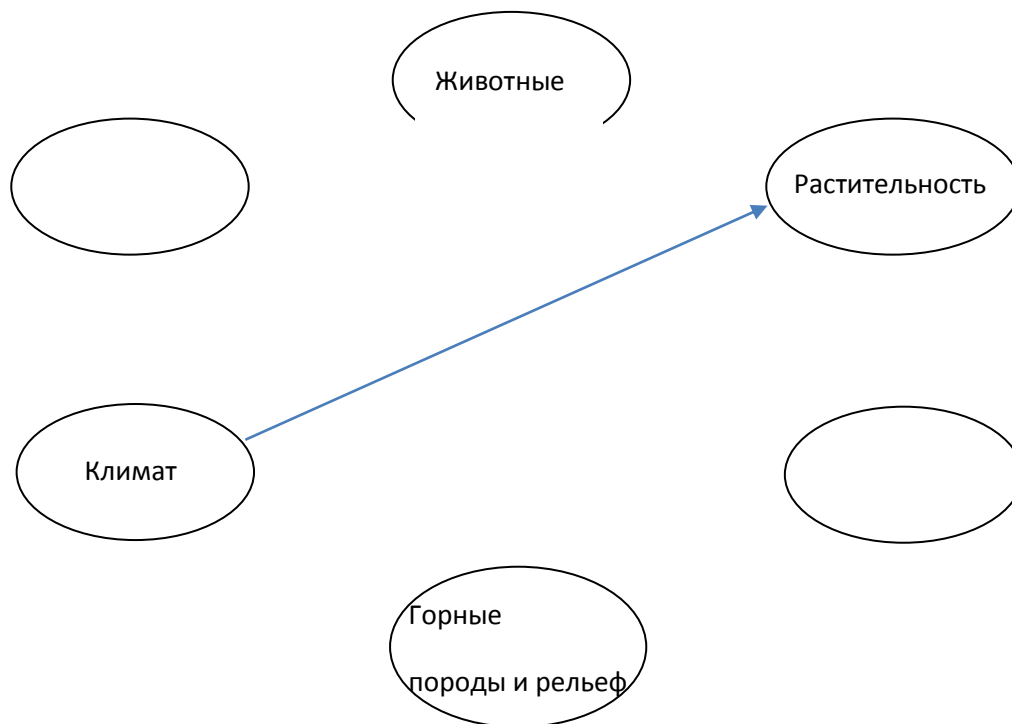 Животные
Растительность
Климат
Горные
породы и рельеф